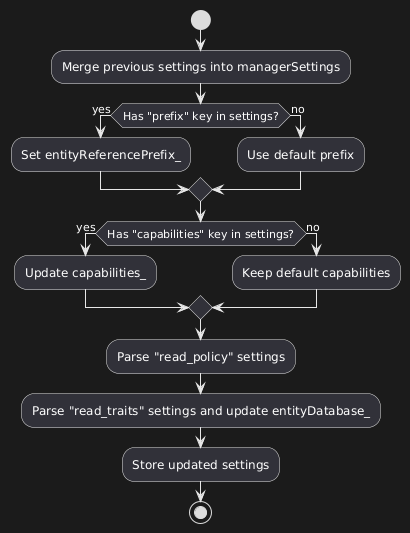 Merge previous settings into managerSettings
yes
Has "prefix" key in settings?
no
Set entityReferencePrefix_
Use default prefix
yes
Has "capabilities" key in settings?
no
Update capabilities_
Keep default capabilities
Parse "read_policy" settings
Parse "read_traits" settings and update entityDatabase_
Store updated settings